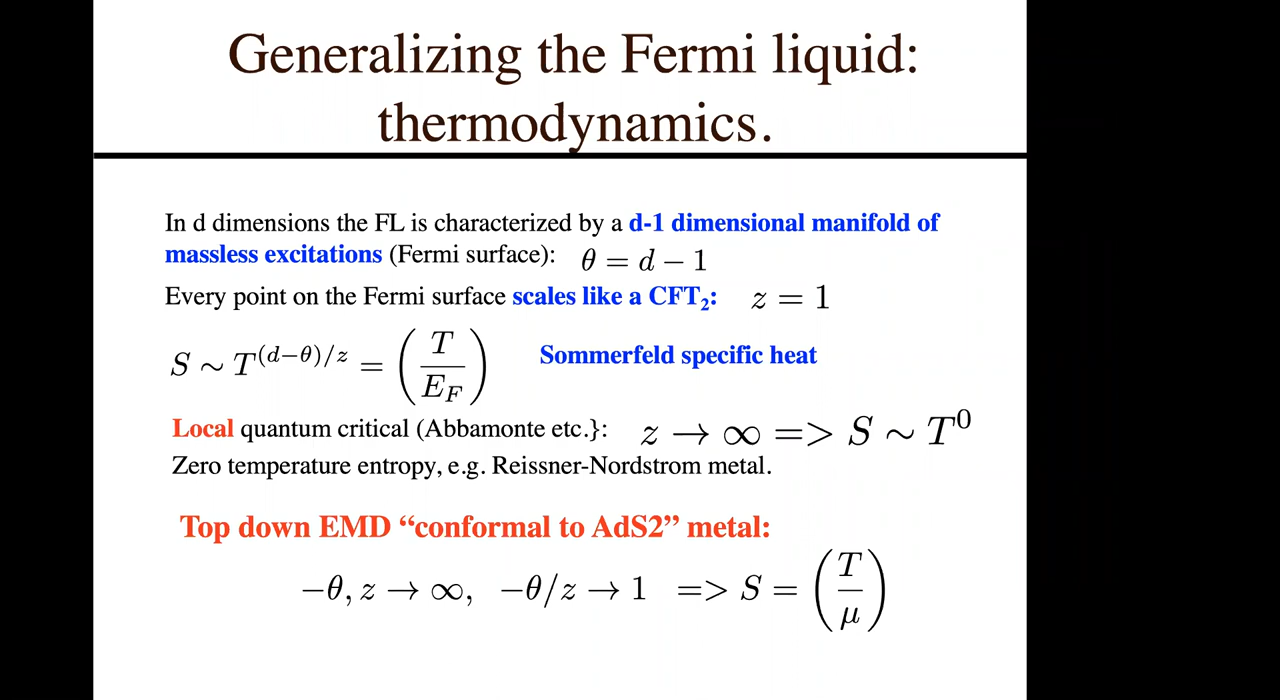 Generalizing the Fermi liquid:
thermodynamics.
In d dimensions the FL is characterized by a d-1 dimensional manifold of
massless excitations (Fermi surface): θ = d − 1
Every point on the Fermi surface scales like a CFT₂: z = 1
S ∼ T^{(d−θ)/z} = (T/E_F) Sommerfeld specific heat
Local quantum critical (Abbamonte etc.}: z → ∞ => S ∼ T⁰
Zero temperature entropy, e.g. Reissner-Nordstrom metal.
Top down EMD “conformal to AdS2” metal:
−θ, z → ∞, −θ/z → 1 => S = (T/μ)